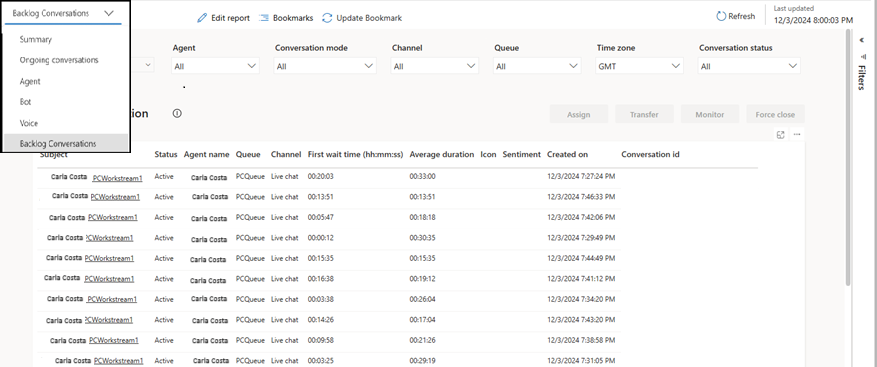 Backlog Conversations
Edit report Bookmarks Update Bookmark
Refresh
Last updated
12/3/2024 8:00:03 PM
Summary
Ongoing conversations
Agent
Bot
Voice
Backlog Conversations
Agent Conversation mode Channel Queue Time zone Conversation status
All All All All GMT All
Filters
tion
Assign Transfer Monitor Force close
Subject Status Agent name Queue Channel First wait time (hh:mm:ss) Average duration Icon Sentiment Created on Conversation id
Carla Costa PCWorkstream1 Active Carla Costa PCQueue Live chat 00:20:03 00:33:00 12/3/2024 7:27:24 PM
Carla Costa PCWorkstream1 Active Carla Costa PCQueue Live chat 00:13:51 00:13:51 12/3/2024 7:46:33 PM
Carla Costa PCWorkstream1 Active Carla Costa PCQueue Live chat 00:05:47 00:18:18 12/3/2024 7:42:06 PM
Carla Costa PCWorkstream1 Active Carla Costa PCQueue Live chat 00:00:12 00:30:35 12/3/2024 7:29:49 PM
Carla Costa PCWorkstream1 Active Carla Costa PCQueue Live chat 00:15:35 00:15:35 12/3/2024 7:44:49 PM
Carla Costa PCWorkstream1 Active Carla Costa PCQueue Live chat 00:16:38 00:19:12 12/3/2024 7:41:12 PM
Carla Costa PCWorkstream1 Active Carla Costa PCQueue Live chat 00:03:38 00:26:04 12/3/2024 7:34:20 PM
Carla Costa PCWorkstream1 Active Carla Costa PCQueue Live chat 00:14:26 00:17:04 12/3/2024 7:43:20 PM
Carla Costa PCWorkstream1 Active Carla Costa PCQueue Live chat 00:09:58 00:21:26 12/3/2024 7:38:58 PM
Carla Costa PCWorkstream1 Active Carla Costa PCQueue Live chat 00:03:25 00:29:19 12/3/2024 7:31:05 PM